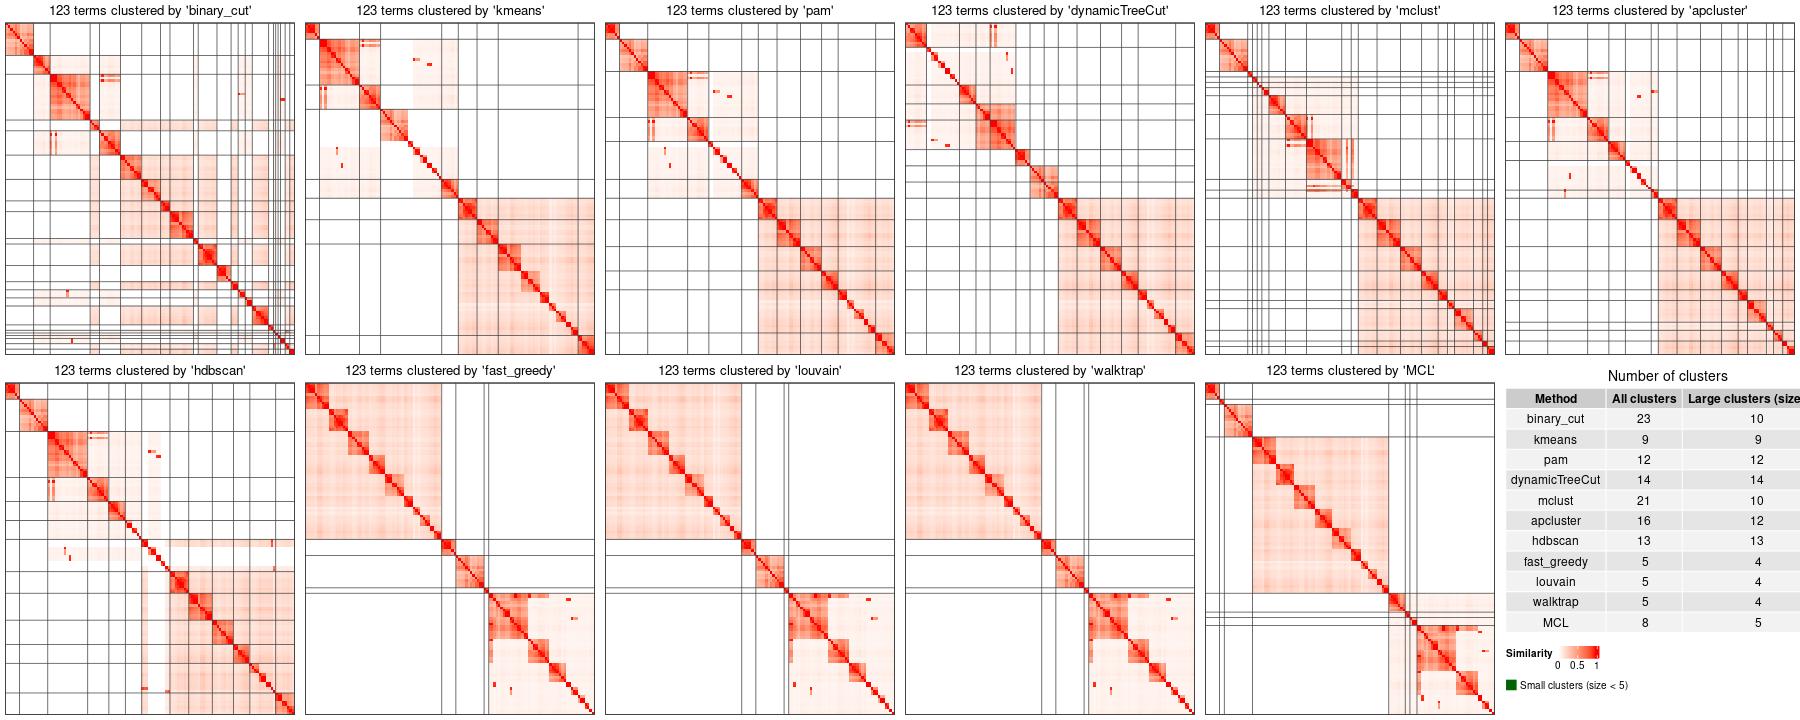 123 terms clustered by 'binary_cut'
123 terms clustered by 'kmeans'
123 terms clustered by 'pam'
123 terms clustered by 'dynamicTreeCut'
123 terms clustered by 'mclust'
123 terms clustered by 'apcluster'
123 terms clustered by 'hdbscan'
123 terms clustered by 'fast_greedy'
123 terms clustered by 'louvain'
123 terms clustered by 'walktrap'
123 terms clustered by 'MCL'
Number of clusters
Method All clusters Large clusters (size
binary_cut 23 10
kmeans 9 9
pam 12 12
dynamicTreeCut 14 14
mclust 21 10
apcluster 16 12
hdbscan 13 13
fast_greedy 5 4
louvain 5 4
walktrap 5 4
MCL 8 5
Similarity
0 0.5 1
Small clusters (size < 5)